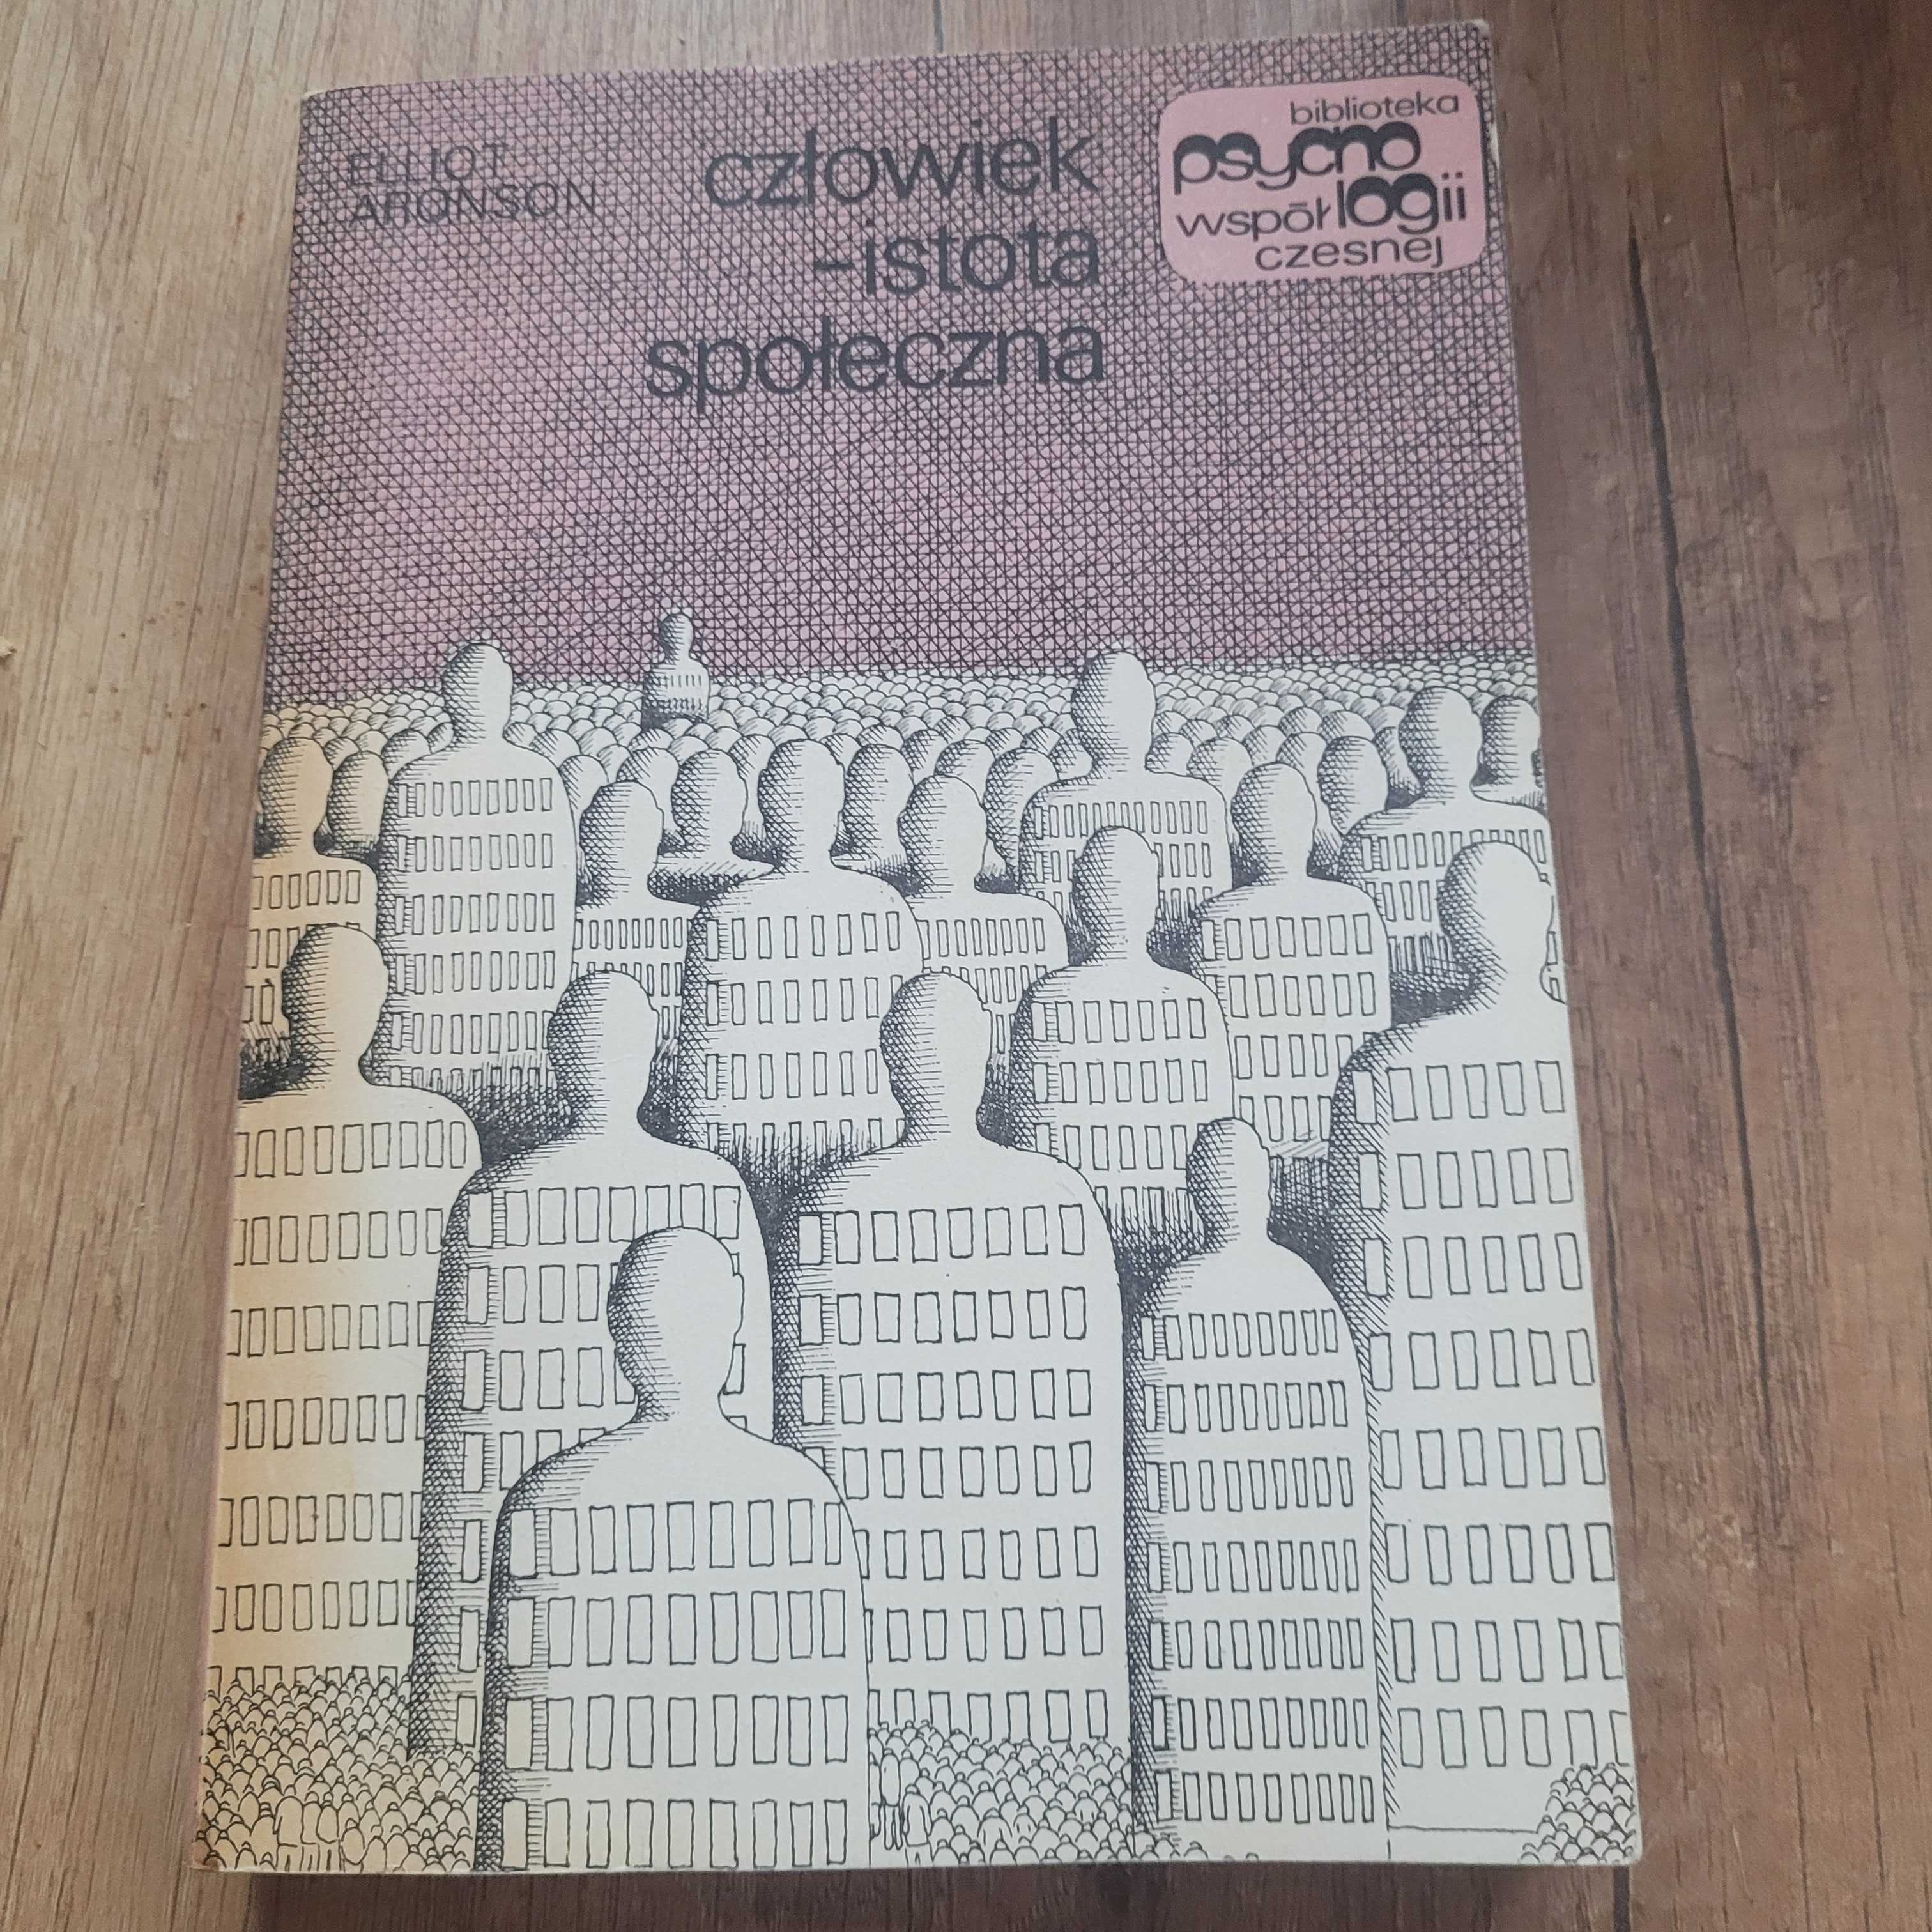 ELLIOT
ARONSON
człowiek
-istota
społeczna
biblioteka
psycho
współlogii
czesnej